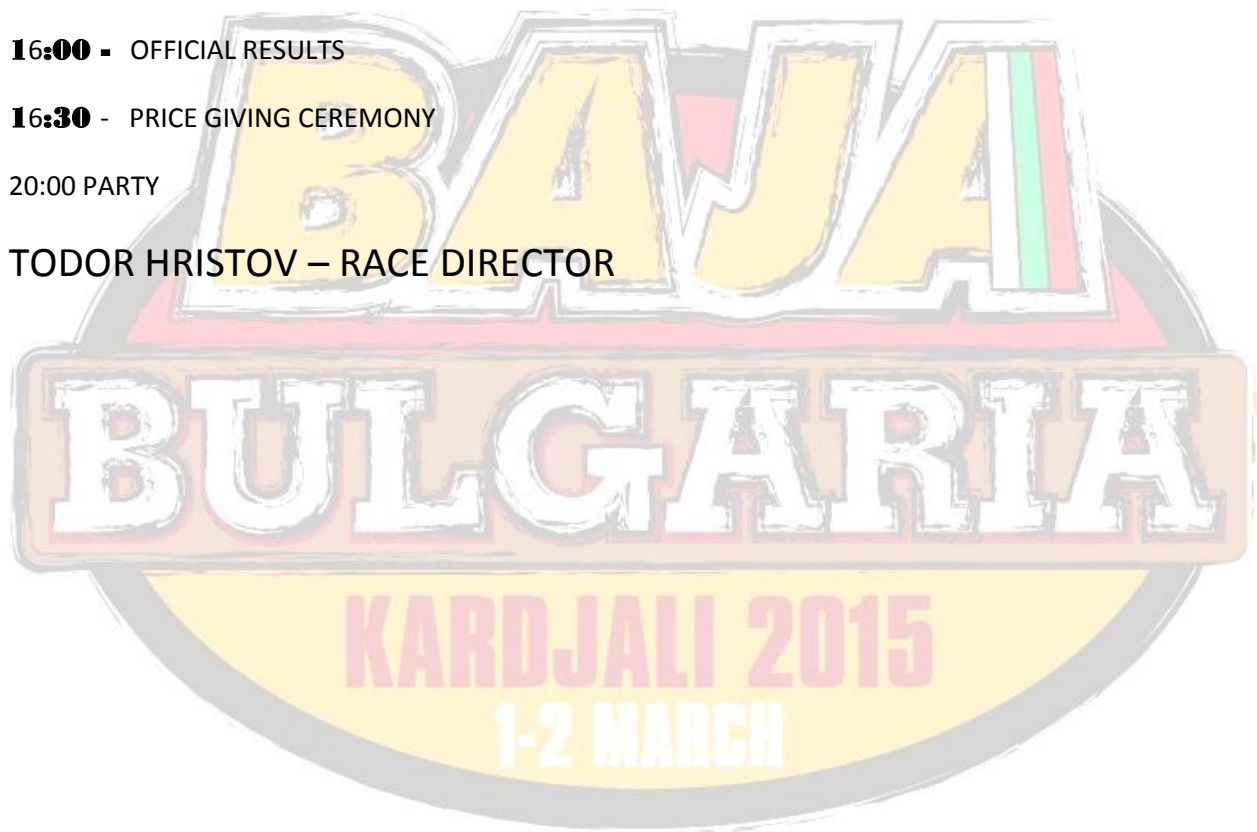 16:00 - OFFICIAL RESULTS
16:30 - PRICE GIVING CEREMONY
20:00 PARTY
TODOR HRISTOV – RACE DIRECTOR
BAJA
BULGARIA
KARDJALI 2015
1-2 MARCH